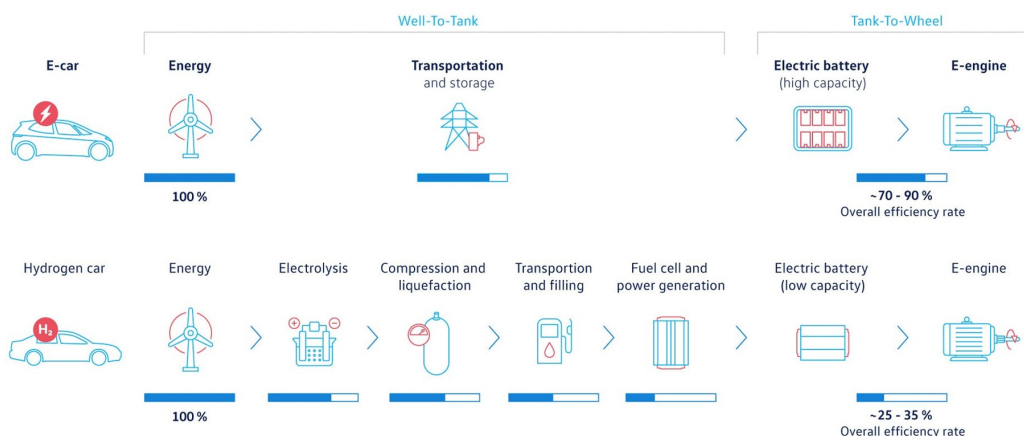 Well-To-Tank
Tank-To-Wheel
E-car
Energy
Transportation
and storage
Electric battery
(high capacity)
E-engine
100 %
~70 - 90 %
Overall efficiency rate
Hydrogen car
Energy
Electrolysis
Compression and
liquefaction
Transportion
and filling
Fuel cell and
power generation
Electric battery
(low capacity)
E-engine
H₂
+
−
100 %
~25 - 35 %
Overall efficiency rate